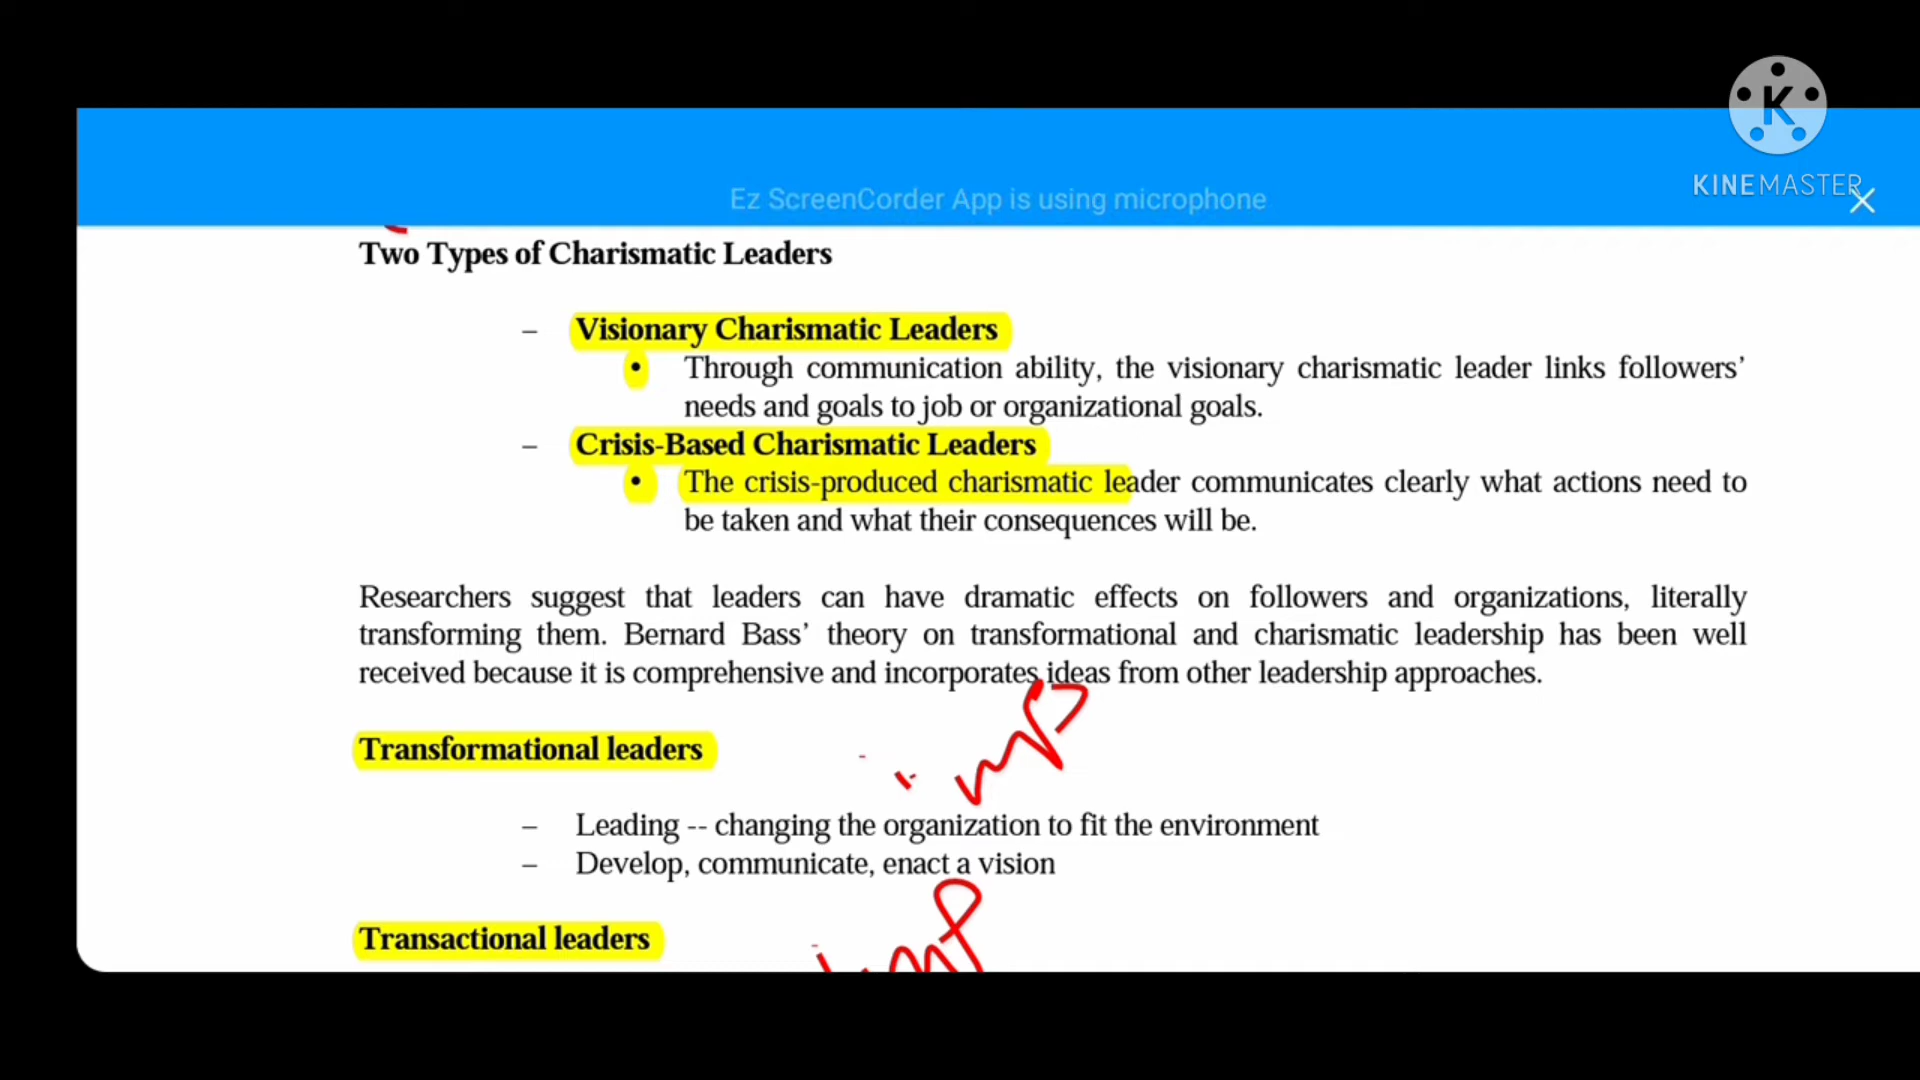 K
KINEMASTER
Ez ScreenCorder App is using microphone
Two Types of Charismatic Leaders
– Visionary Charismatic Leaders
• Through communication ability, the visionary charismatic leader links followers’
needs and goals to job or organizational goals.
– Crisis-Based Charismatic Leaders
• The crisis-produced charismatic leader communicates clearly what actions need to
be taken and what their consequences will be.
Researchers suggest that leaders can have dramatic effects on followers and organizations, literally
transforming them. Bernard Bass’ theory on transformational and charismatic leadership has been well
received because it is comprehensive and incorporates ideas from other leadership approaches.
imp
Transformational leaders
– Leading -- changing the organization to fit the environment
– Develop, communicate, enact a vision
imp
Transactional leaders